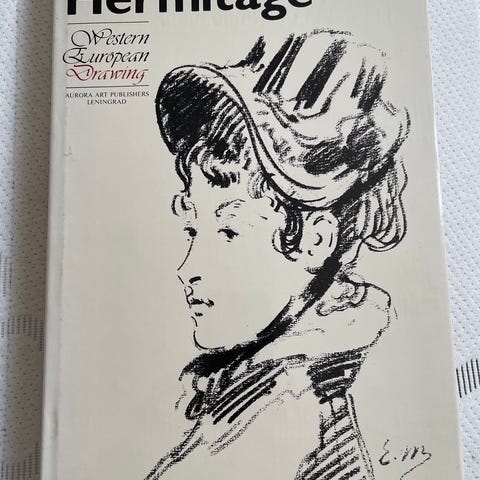 Hermitage
Western
European
Drawing
AURORA ART PUBLISHERS
LENINGRAD
E.M